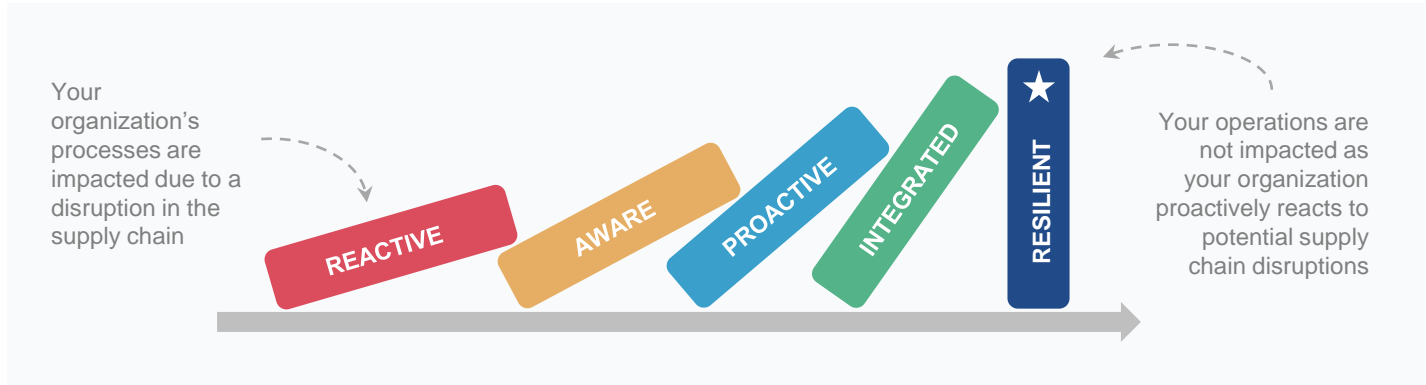 Your
organization’s
processes are
impacted due to a
disruption in the
supply chain
REACTIVE
AWARE
PROACTIVE
INTEGRATED
RESILIENT
Your operations are
not impacted as
your organization
proactively reacts to
potential supply
chain disruptions